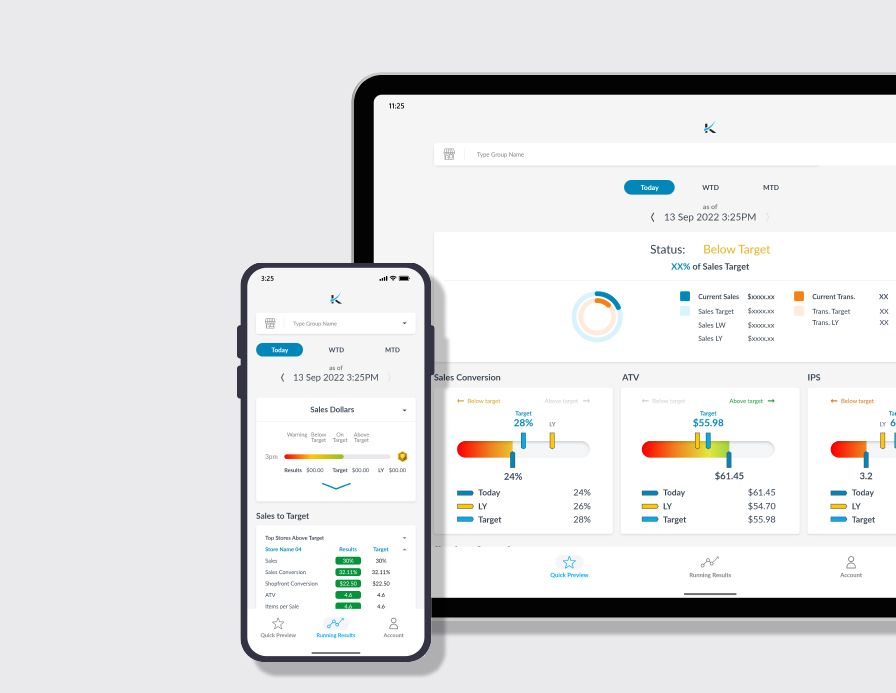 11:25
Type Group Name
Today WTD MTD
as of
13 Sep 2022 3:25PM
Status: Below Target
XX% of Sales Target
Current Sales $xxxx.xx Current Trans. XX
Sales Target $xxxx.xx Trans. Target XX
Sales LW $xxxx.xx Trans. LY XX
Sales LY $xxxx.xx
Sales Conversion ATV IPS
Below target Above target
Target
28% LY
24%
Today 24%
LY 26%
Target 28%
Below target Above target
Target
$55.98
$61.45
Today $61.45
LY $54.70
Target $55.98
Below target
LY 6
3.2
Today
LY
Target
Quick Preview Running Results Account
3:25
Type Group Name
Today WTD MTD
as of
13 Sep 2022 3:25PM
Sales Dollars
Warning Below Target On Target Above Target
3pm
Results $00.00 Target $00.00 LY $00.00
Sales to Target
Top Stores Above Target
Store Name 04 Results Target
Sales 30% 30%
Sales Conversion 32.11% 32.11%
Shopfront Conversion $22.50 $22.50
ATV 4.6 4.6
Items per Sale 4.6 4.6
Quick Preview Running Results Account